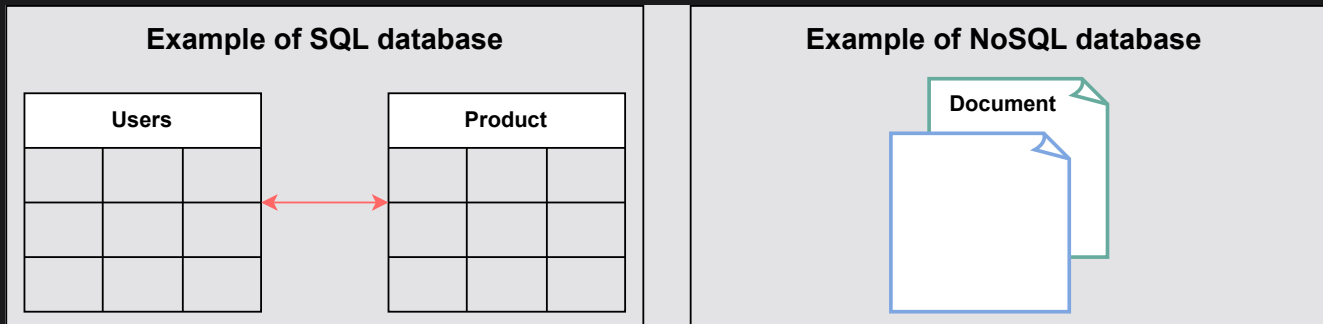 Example of SQL database
Users
Product
Example of NoSQL database
Document